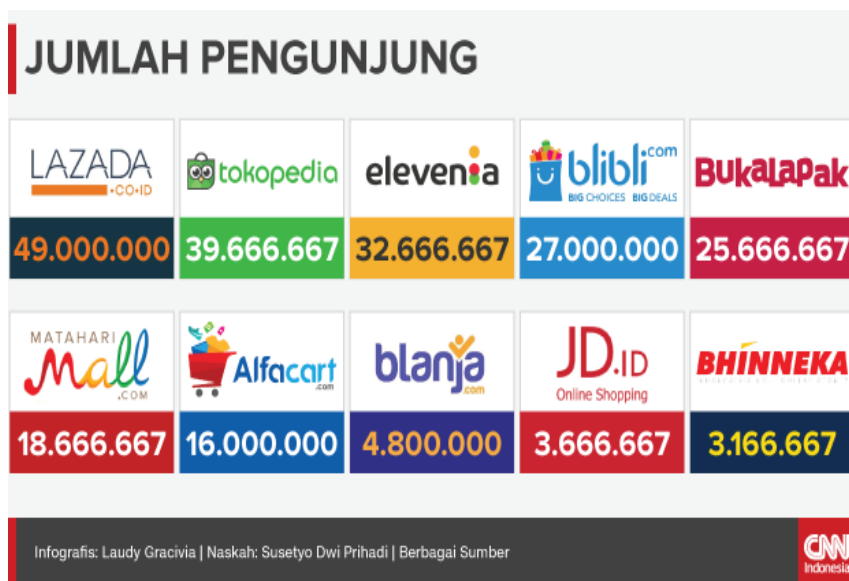 JUMLAH PENGUNJUNG
LAZADA
.CO.ID
tokopedia
elevenia
blibli.com
BIG CHOICES BIG DEALS
BUKALAPAK
49.000.000
39.666.667
32.666.667
27.000.000
25.666.667
MATAHARI
Mall
.COM
Alfacart
.com
blanja
.com
JD.ID
Online Shopping
BHINNEKA
18.666.667
16.000.000
4.800.000
3.666.667
3.166.667
Infografis: Laudy Gracivia | Naskah: Susetyo Dwi Prihadi | Berbagai Sumber
CNN
Indonesia